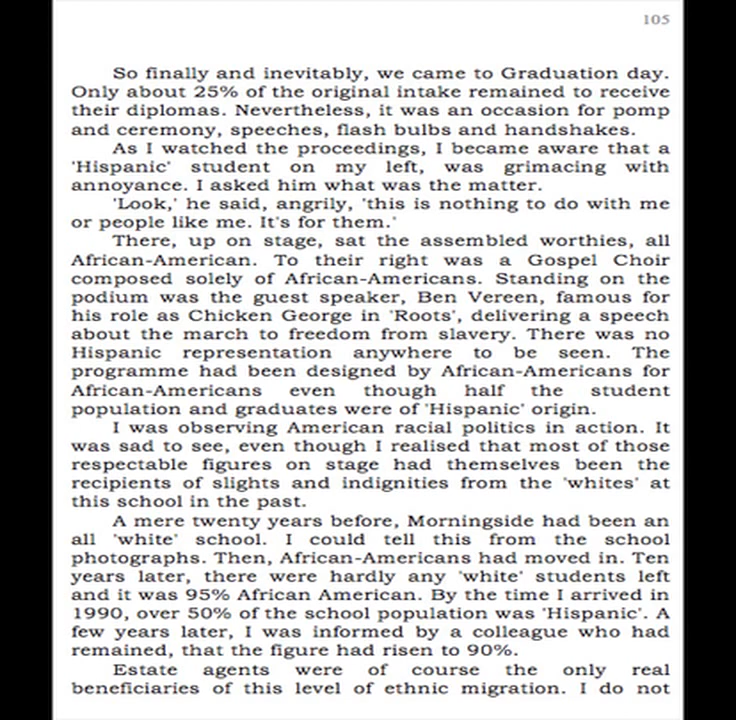 105
So finally and inevitably, we came to Graduation day.
Only about 25% of the original intake remained to receive
their diplomas. Nevertheless, it was an occasion for pomp
and ceremony, speeches, flash bulbs and handshakes.
As I watched the proceedings, I became aware that a
'Hispanic' student on my left, was grimacing with
annoyance. I asked him what was the matter.
'Look,' he said, angrily, 'this is nothing to do with me
or people like me. It's for them.'
There, up on stage, sat the assembled worthies, all
African-American. To their right was a Gospel Choir
composed solely of African-Americans. Standing on the
podium was the guest speaker, Ben Vereen, famous for
his role as Chicken George in 'Roots', delivering a speech
about the march to freedom from slavery. There was no
Hispanic representation anywhere to be seen. The
programme had been designed by African-Americans for
African-Americans even though half the student
population and graduates were of 'Hispanic' origin.
I was observing American racial politics in action. It
was sad to see, even though I realised that most of those
respectable figures on stage had themselves been the
recipients of slights and indignities from the 'whites' at
this school in the past.
A mere twenty years before, Morningside had been an
all 'white' school. I could tell this from the school
photographs. Then, African-Americans had moved in. Ten
years later, there were hardly any 'white' students left
and it was 95% African American. By the time I arrived in
1990, over 50% of the school population was 'Hispanic'. A
few years later, I was informed by a colleague who had
remained, that the figure had risen to 90%.
Estate agents were of course the only real
beneficiaries of this level of ethnic migration. I do not